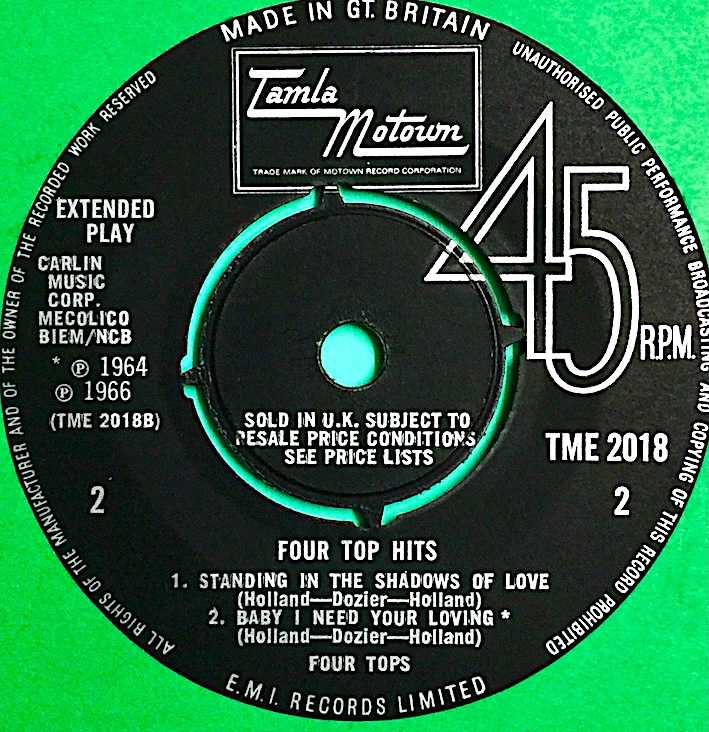 MADE IN GT. BRITAIN
UNAUTHORISED PUBLIC PERFORMANCE BROADCASTING AND COPYING OF THIS RECORD PROHIBITED
ALL RIGHTS OF THE MANUFACTURER AND OF THE OWNER OF THE RECORDED WORK RESERVED
Tamla
Motown
TRADE MARK OF MOTOWN RECORD CORPORATION
EXTENDED
PLAY
CARLIN
MUSIC
CORP.
MECOLICO
BIEM/NCB
* ℗ 1964
℗ 1966
(TME 2018B)
45
R.P.M.
SOLD IN U.K. SUBJECT TO
RESALE PRICE CONDITIONS,
SEE PRICE LISTS
TME 2018
2
2
FOUR TOP HITS
1. STANDING IN THE SHADOWS OF LOVE
(Holland—Dozier—Holland)
2. BABY I NEED YOUR LOVING *
(Holland—Dozier—Holland)
FOUR TOPS
E.M.I. RECORDS LIMITED